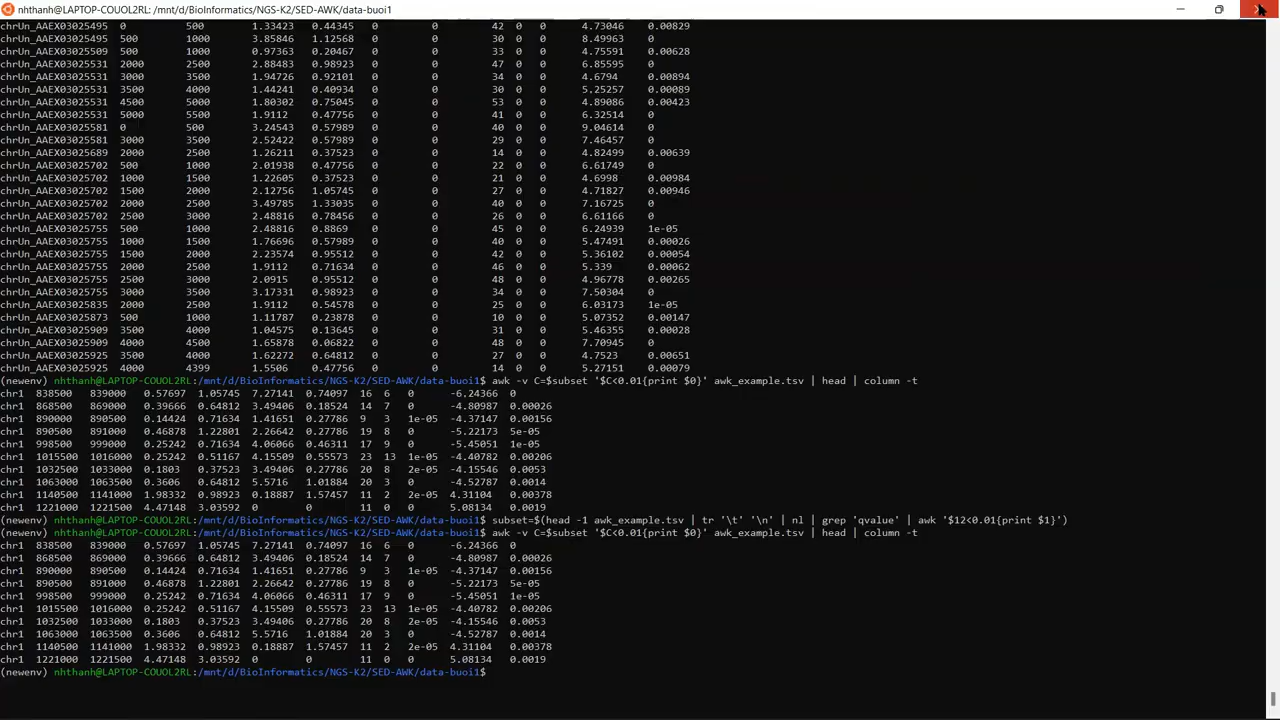 nhthanh@LAPTOP-COUOL2RL: /mnt/d/BioInformatics/NGS-K2/SED-AWK/data-buoi1
chrUn_AAEX03025495 0 500 1.33423 0.44345 0 0 42 0 0 4.73046 0.00829
chrUn_AAEX03025495 500 1000 3.85846 1.12568 0 0 30 0 0 8.49963 0
chrUn_AAEX03025509 500 1000 0.97363 0.20467 0 0 33 0 0 4.75591 0.00628
chrUn_AAEX03025531 2000 2500 2.88483 0.98923 0 0 47 0 0 6.85595 0
chrUn_AAEX03025531 3000 3500 1.94726 0.92101 0 0 34 0 0 4.6794 0.00894
chrUn_AAEX03025531 3500 4000 1.44241 0.40934 0 0 30 0 0 5.25257 0.00089
chrUn_AAEX03025531 4500 5000 1.80302 0.75045 0 0 53 0 0 4.89086 0.00423
chrUn_AAEX03025531 5000 5500 1.9112 0.47756 0 0 41 0 0 6.32514 0
chrUn_AAEX03025581 0 500 3.24543 0.57989 0 0 40 0 0 9.04614 0
chrUn_AAEX03025581 3000 3500 2.52422 0.57989 0 0 29 0 0 7.46457 0
chrUn_AAEX03025689 2000 2500 1.26211 0.37523 0 0 14 0 0 4.82499 0.00639
chrUn_AAEX03025702 500 1000 2.01938 0.47756 0 0 22 0 0 6.61749 0
chrUn_AAEX03025702 1000 1500 1.22605 0.37523 0 0 21 0 0 4.6998 0.00984
chrUn_AAEX03025702 1500 2000 2.12756 1.05745 0 0 27 0 0 4.71827 0.00946
chrUn_AAEX03025702 2000 2500 3.49785 1.33035 0 0 40 0 0 7.16725 0
chrUn_AAEX03025702 2500 3000 2.48816 0.78456 0 0 26 0 0 6.61166 0
chrUn_AAEX03025755 500 1000 2.48816 0.8869 0 0 45 0 0 6.24939 1e-05
chrUn_AAEX03025755 1000 1500 1.76696 0.57989 0 0 40 0 0 5.47491 0.00026
chrUn_AAEX03025755 1500 2000 2.23574 0.95512 0 0 42 0 0 5.36102 0.00054
chrUn_AAEX03025755 2000 2500 1.9112 0.71634 0 0 46 0 0 5.339 0.00062
chrUn_AAEX03025755 2500 3000 2.0915 0.95512 0 0 48 0 0 4.96778 0.00265
chrUn_AAEX03025755 3000 3500 3.17331 0.98923 0 0 34 0 0 7.50304 0
chrUn_AAEX03025835 2000 2500 1.9112 0.54578 0 0 25 0 0 6.03173 1e-05
chrUn_AAEX03025873 500 1000 1.11787 0.23878 0 0 10 0 0 5.07352 0.00147
chrUn_AAEX03025909 3500 4000 1.04575 0.13645 0 0 31 0 0 5.46355 0.00028
chrUn_AAEX03025909 4000 4500 1.65878 0.06822 0 0 48 0 0 7.70945 0
chrUn_AAEX03025925 3500 4000 1.62272 0.64812 0 0 27 0 0 4.7523 0.00651
chrUn_AAEX03025925 4000 4399 1.5506 0.47756 0 0 14 0 0 5.27151 0.00079
(newenv) nhthanh@LAPTOP-COUOL2RL:/mnt/d/BioInformatics/NGS-K2/SED-AWK/data-buoi1$ awk -v C=$subset '$C<0.01{print $0}' awk_example.tsv | head | column -t
chr1 838500 839000 0.57697 1.05745 7.27141 0.74097 16 6 0 -6.24366 0
chr1 868500 869000 0.39666 0.64812 3.49406 0.18524 14 7 0 -4.80987 0.00026
chr1 890000 890500 0.14424 0.71634 1.41651 0.27786 9 3 1e-05 -4.37147 0.00156
chr1 890500 891000 0.46878 1.22801 2.26642 0.27786 19 8 0 -5.22173 5e-05
chr1 998500 999000 0.25242 0.71634 4.06066 0.46311 17 9 0 -5.45051 1e-05
chr1 1015500 1016000 0.25242 0.51167 4.15509 0.55573 23 13 1e-05 -4.40782 0.00206
chr1 1032500 1033000 0.1803 0.37523 3.49406 0.27786 20 8 2e-05 -4.15546 0.0053
chr1 1063000 1063500 0.3606 0.64812 5.5716 1.01884 20 3 0 -4.52787 0.0014
chr1 1140500 1141000 1.98332 0.98923 0.18887 1.57457 11 2 2e-05 4.31104 0.00378
chr1 1221000 1221500 4.47148 3.03592 0 0 11 0 0 5.08134 0.0019
(newenv) nhthanh@LAPTOP-COUOL2RL:/mnt/d/BioInformatics/NGS-K2/SED-AWK/data-buoi1$ subset=$(head -1 awk_example.tsv | tr '\t' '\n' | nl | grep 'qvalue' | awk '$12<0.01{print $1}')
(newenv) nhthanh@LAPTOP-COUOL2RL:/mnt/d/BioInformatics/NGS-K2/SED-AWK/data-buoi1$ awk -v C=$subset '$C<0.01{print $0}' awk_example.tsv | head | column -t
chr1 838500 839000 0.57697 1.05745 7.27141 0.74097 16 6 0 -6.24366 0
chr1 868500 869000 0.39666 0.64812 3.49406 0.18524 14 7 0 -4.80987 0.00026
chr1 890000 890500 0.14424 0.71634 1.41651 0.27786 9 3 1e-05 -4.37147 0.00156
chr1 890500 891000 0.46878 1.22801 2.26642 0.27786 19 8 0 -5.22173 5e-05
chr1 998500 999000 0.25242 0.71634 4.06066 0.46311 17 9 0 -5.45051 1e-05
chr1 1015500 1016000 0.25242 0.51167 4.15509 0.55573 23 13 1e-05 -4.40782 0.00206
chr1 1032500 1033000 0.1803 0.37523 3.49406 0.27786 20 8 2e-05 -4.15546 0.0053
chr1 1063000 1063500 0.3606 0.64812 5.5716 1.01884 20 3 0 -4.52787 0.0014
chr1 1140500 1141000 1.98332 0.98923 0.18887 1.57457 11 2 2e-05 4.31104 0.00378
chr1 1221000 1221500 4.47148 3.03592 0 0 11 0 0 5.08134 0.0019
(newenv) nhthanh@LAPTOP-COUOL2RL:/mnt/d/BioInformatics/NGS-K2/SED-AWK/data-buoi1$